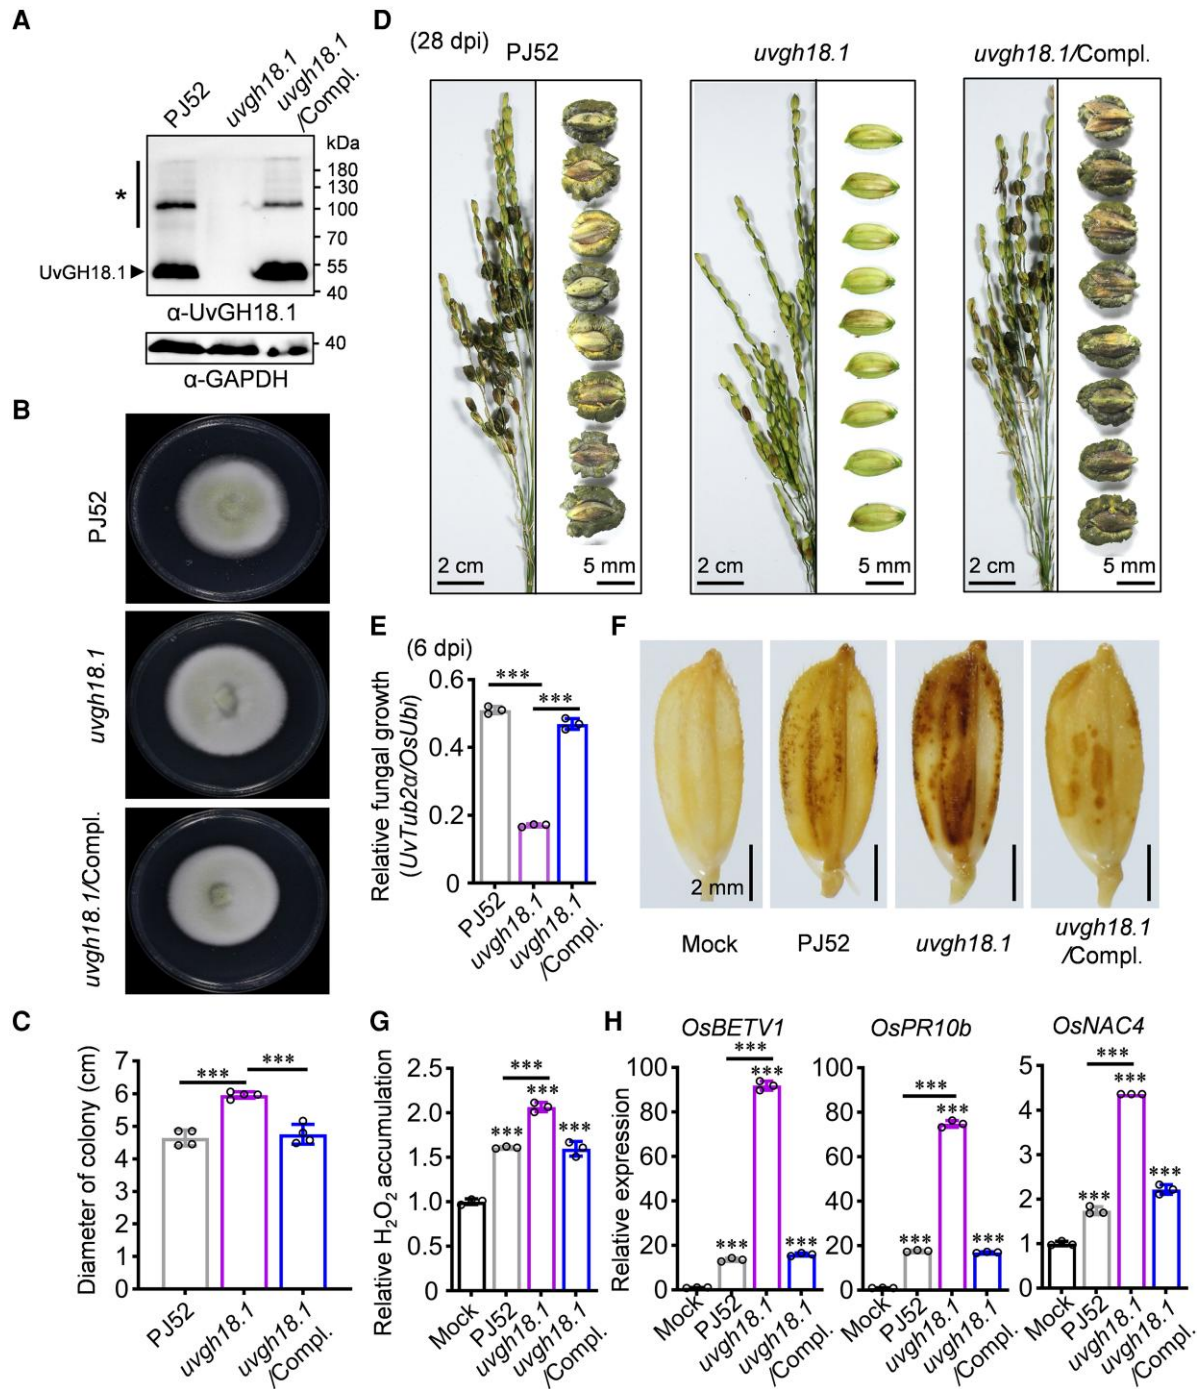 A
PJ52
uvgh18.1
uvgh18.1
/Compl.
kDa
180
130
100
70
55
40
*
UvGH18.1
α-UvGH18.1
40
α-GAPDH
B
PJ52
uvgh18.1
uvgh18.1/Compl.
C
Diameter of colony (cm)
7
6
5
4
3
2
1
0
***
***
PJ52
uvgh18.1
uvgh18.1
/Compl.
D
(28 dpi)
PJ52
uvgh18.1
uvgh18.1/Compl.
2 cm
5 mm
2 cm
5 mm
2 cm
5 mm
E
(6 dpi)
Relative fungal growth
(UvTub2α/OsUbi)
0.6
0.4
0.2
0
***
***
PJ52
uvgh18.1
uvgh18.1
/Compl.
F
2 mm
Mock
PJ52
uvgh18.1
uvgh18.1
/Compl.
G
Relative H₂O₂ accumulation
2.5
2.0
1.5
1.0
0.5
0
***
***
***
***
Mock
PJ52
uvgh18.1
uvgh18.1
/Compl.
H
Relative expression
OsBETV1
100
80
60
40
20
0
***
***
***
***
Mock
PJ52
uvgh18.1
uvgh18.1
/Compl.
OsPR10b
100
80
60
40
20
0
***
***
***
***
Mock
PJ52
uvgh18.1
uvgh18.1
/Compl.
OsNAC4
5
4
3
2
1
0
***
***
***
***
Mock
PJ52
uvgh18.1
uvgh18.1
/Compl.